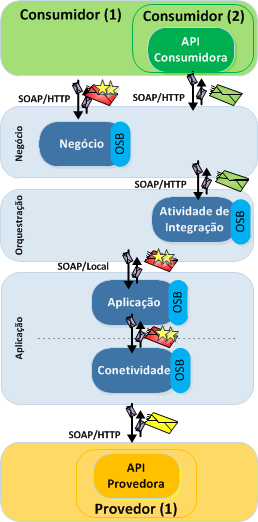 Consumidor (1)
Consumidor (2)
API
Consumidora
SOAP/HTTP
SOAP/HTTP
Negócio
Negócio
OSB
SOAP/HTTP
Orquestração
Atividade de
Integração
OSB
SOAP/Local
Aplicação
Aplicação
OSB
Conetividade
OSB
SOAP/HTTP
API
Provedora
Provedor (1)